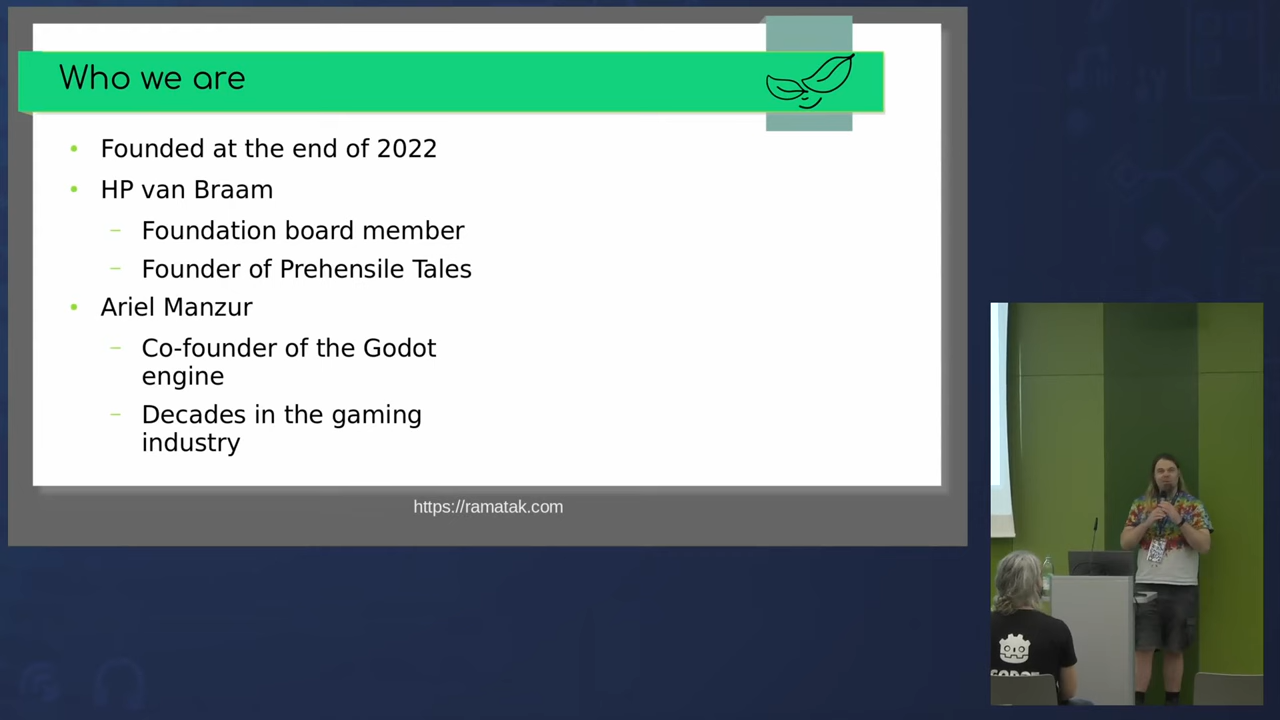 Who we are
• Founded at the end of 2022
• HP van Braam
– Foundation board member
– Founder of Prehensile Tales
• Ariel Manzur
– Co-founder of the Godot
engine
– Decades in the gaming
industry
https://ramatak.com
GODOT